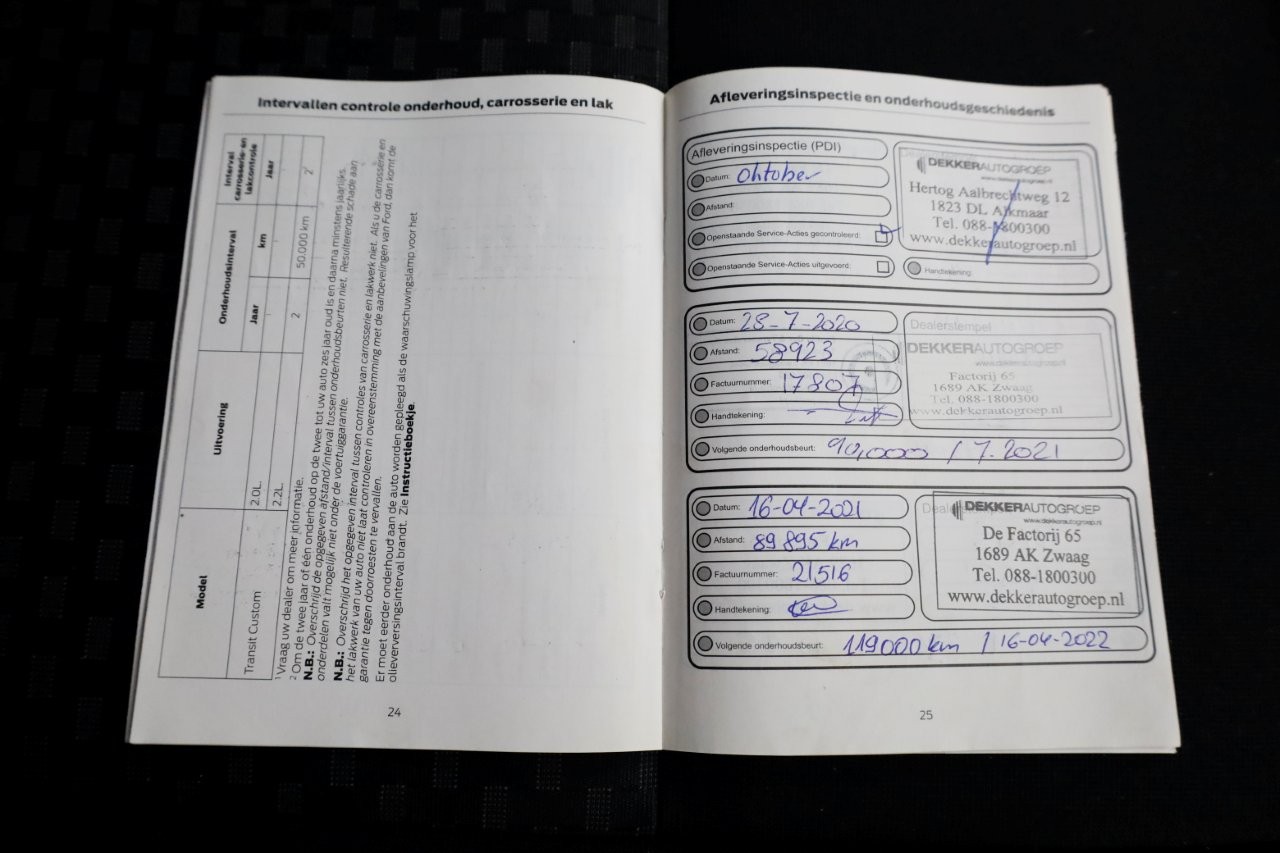 Intervallen controle onderhoud, carrosserie en lak
Model
Uitvoering
Onderhoudsinterval
Interval carrosserie-en lakcontrole
Jaar
km
Jaar
Transit Custom
2.0L.
2.2L.
2
50.000 km
2
¹ Vraag uw dealer om meer informatie.
² Om de twee jaar of één onderhoud op de twee tot uw auto zes jaar oud is en daarna minstens jaarlijks.
N.B.: Overschrijd de opgegeven afstand/interval tussen onderhoudsbeurten niet. Resulterende schade aan
onderdelen valt mogelijk niet onder de voertuiggarantie.
N.B.: Overschrijd het opgegeven interval tussen controles van carrosserie en lakwerk niet. Als u de carrosserie en
het lakwerk van uw auto niet laat controleren in overeenstemming met de aanbevelingen van Ford, dan komt de
garantie tegen doorroesten te vervallen.
Er moet eerder onderhoud aan de auto worden gepleegd als de waarschuwingslamp voor het
olieverversingsinterval brandt. Zie Instructieboekje.
24
Afleveringsinspectie en onderhoudsgeschiedenis
Afleveringsinspectie (PDI)
Datum: Oktober
Afstand:
Openstaande Service-Acties gecontroleerd:
Openstaande Service-Acties uitgevoerd:
DEKKERAUTOGROEP
www.dekkerautogroep.nl
Hertog Aalbrechtweg 12
1823 DL Alkmaar
Tel. 088-1800300
www.dekkerautogroep.nl
Handtekening:
Datum: 28-7-2020
Afstand: 58923
Factuurnummer: 17807
Handtekening:
Volgende onderhoudsbeurt: 90,000 / 7.2021
Dealerstempel
DEKKERAUTOGROEP
www.dekkerautogroep.nl
Factorij 65
1689 AK Zwaag
Tel. 088-1800300
www.dekkerautogroep.nl
Datum: 16-04-2021
Afstand: 89895 km
Factuurnummer: 21516
Handtekening:
Volgende onderhoudsbeurt: 119000km / 16-04-2022
DEKKERAUTOGROEP
www.dekkerautogroep.nl
De Factorij 65
1689 AK Zwaag
Tel. 088-1800300
www.dekkerautogroep.nl
25